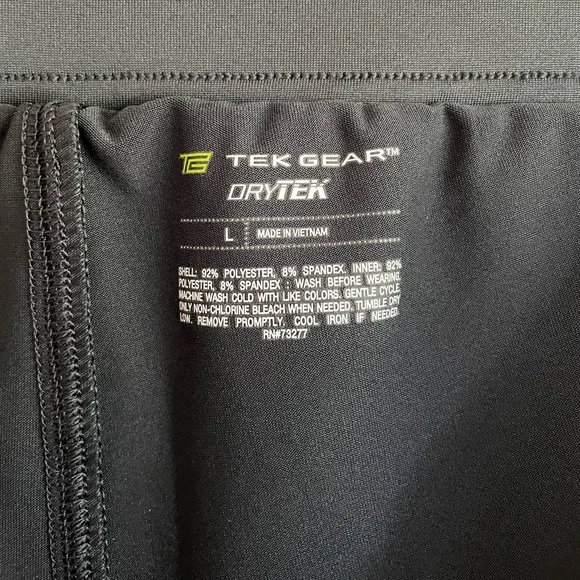 TEK GEAR™
DRYTEK
L MADE IN VIETNAM
SHELL: 92% POLYESTER, 8% SPANDEX. INNER: 92%
POLYESTER, 8% SPANDEX : WASH BEFORE WEARING.
MACHINE WASH COLD WITH LIKE COLORS. GENTLE CYCLE.
ONLY NON-CHLORINE BLEACH WHEN NEEDED. TUMBLE DRY
LOW. REMOVE PROMPTLY. COOL IRON IF NEEDED.
RN#73277